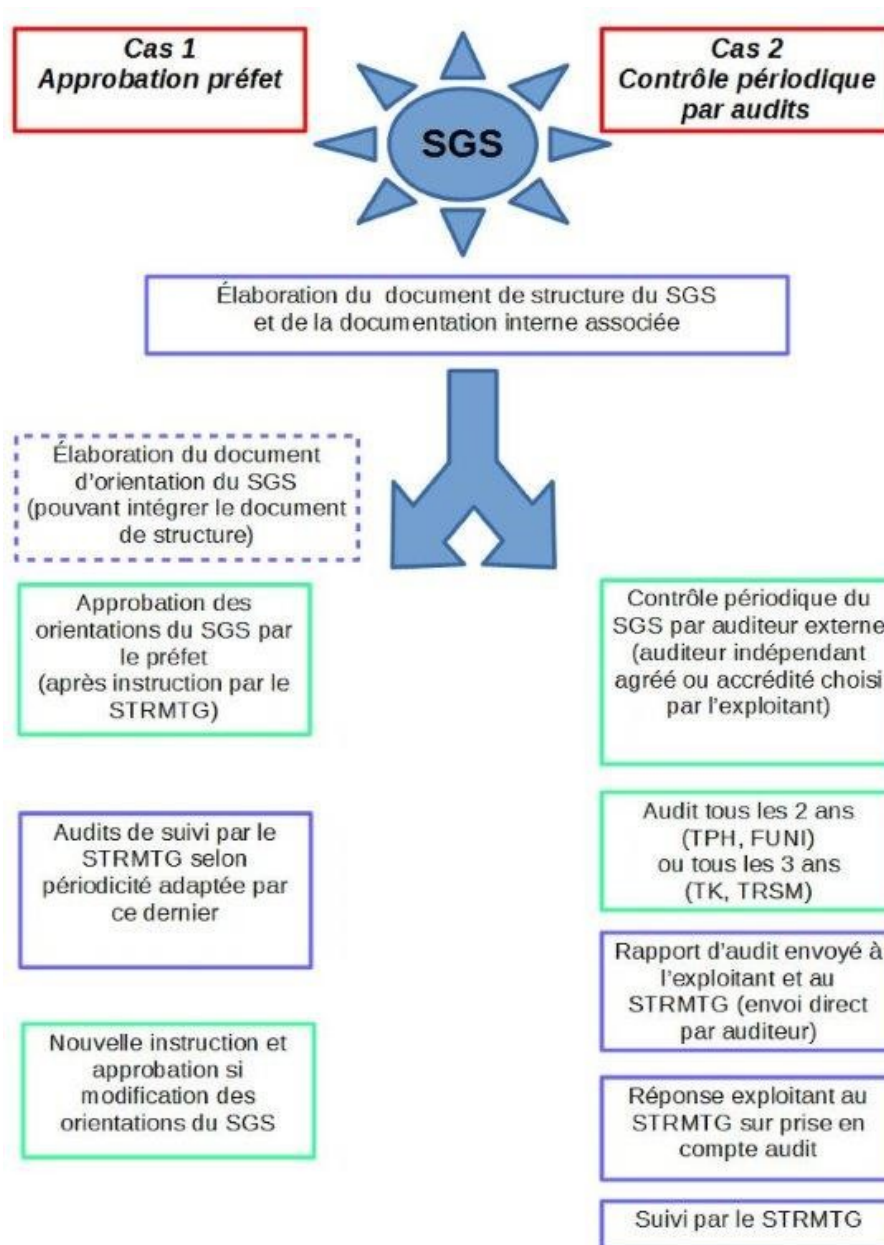 Cas 1
Approbation préfet
SGS
Cas 2
Contrôle périodique
par audits
Élaboration du document de structure du SGS
et de la documentation interne associée
Élaboration du document
d'orientation du SGS
(pouvant intégrer le document
de structure)
Approbation des
orientations du SGS par
le préfet
(après instruction par le
STRMTG)
Audits de suivi par le
STRMTG selon
périodicité adaptée par
ce dernier
Nouvelle instruction et
approbation si
modification des
orientations du SGS
Contrôle périodique du
SGS par auditeur externe
(auditeur indépendant
agréé ou accrédité choisi
par l'exploitant)
Audit tous les 2 ans
(TPH, FUNI)
ou tous les 3 ans
(TK, TRSM)
Rapport d'audit envoyé à
l'exploitant et au
STRMTG (envoi direct
par auditeur)
Réponse exploitant au
STRMTG sur prise en
compte audit
Suivi par le STRMTG